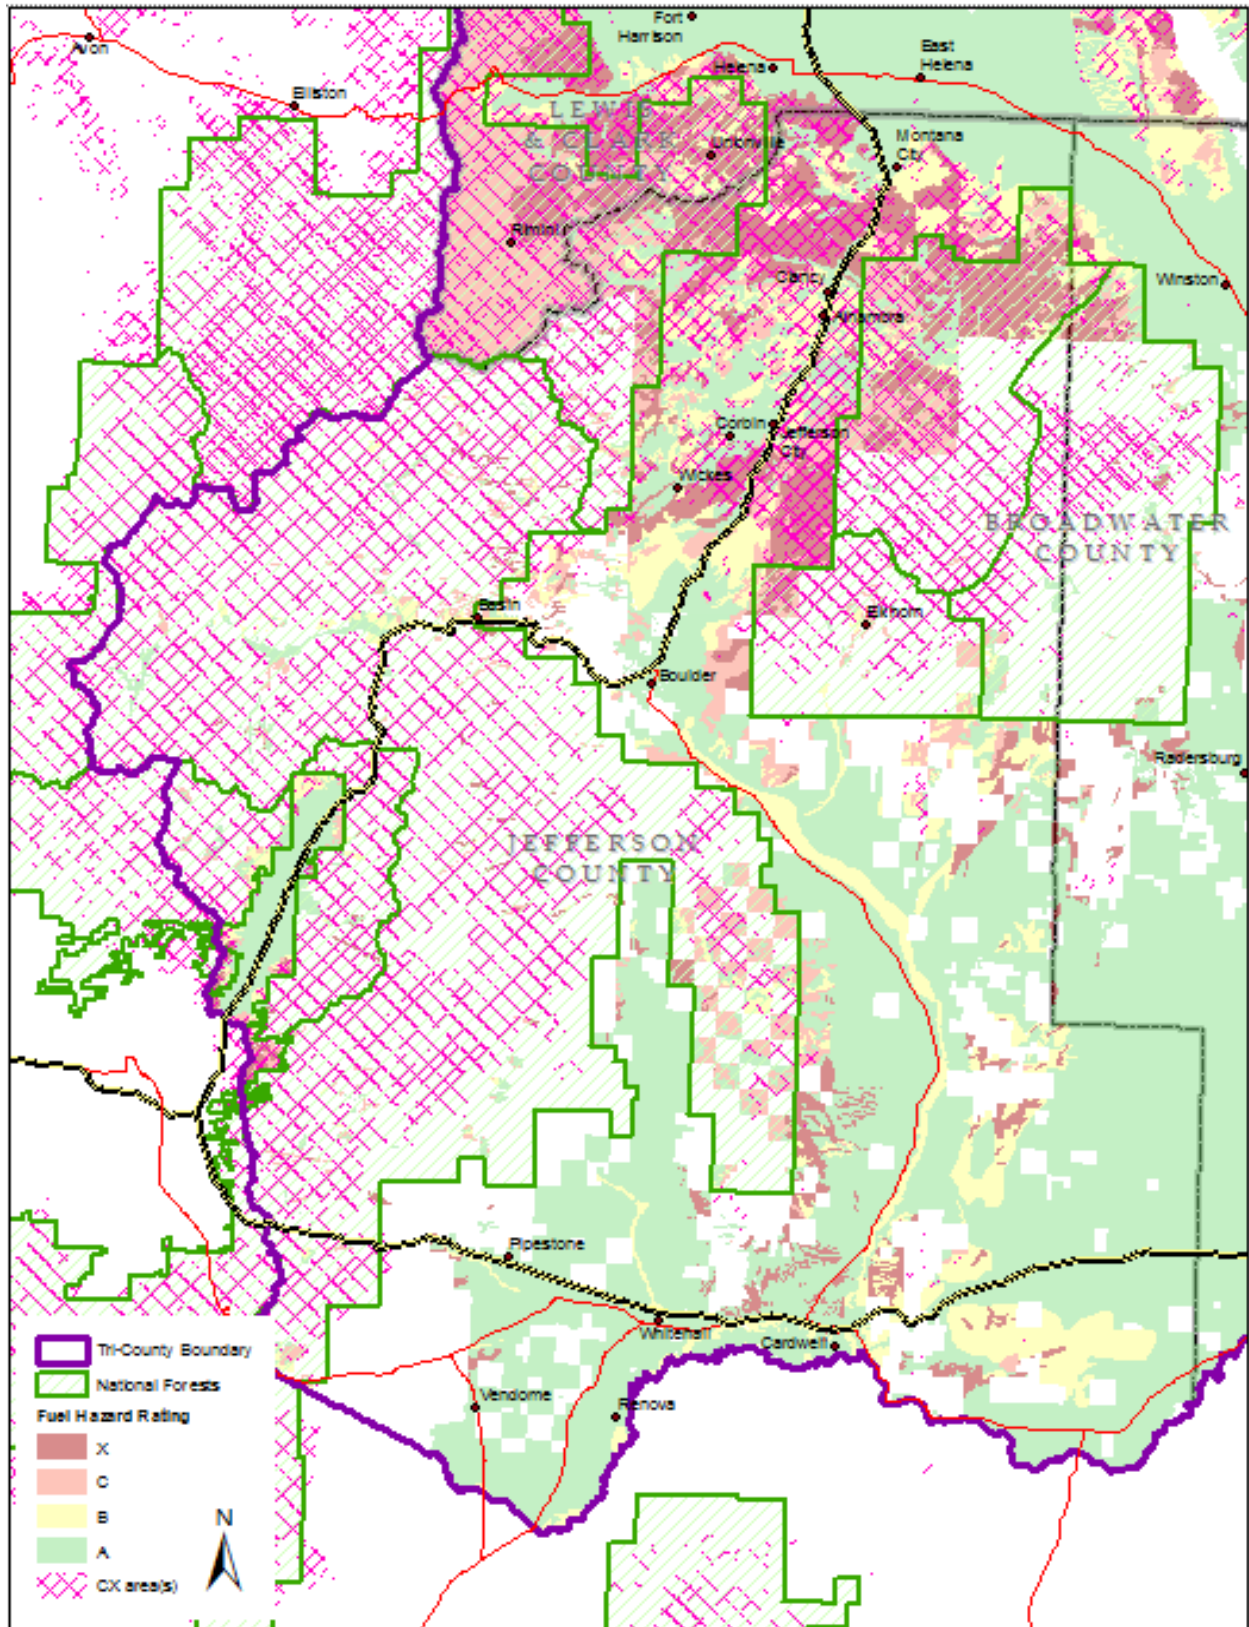 Fort
Harrison
Avon
East
Helena
Helena
Elliston
LEWIS
& CLARK
COUNTY
Unionville
Montana
City
Rimini
Winston
Clancy
Alhambra
Corbin
Jefferson
City
Wickes
BROADWATER
COUNTY
Basin
Elkhorn
Boulder
Radersburg
JEFFERSON
COUNTY
Pipestone
Whitehall
Cardwell
Vendome
Renova
Tri-County Boundary
National Forests
Fuel Hazard Rating
X
C
B
A
CX area(s)
N